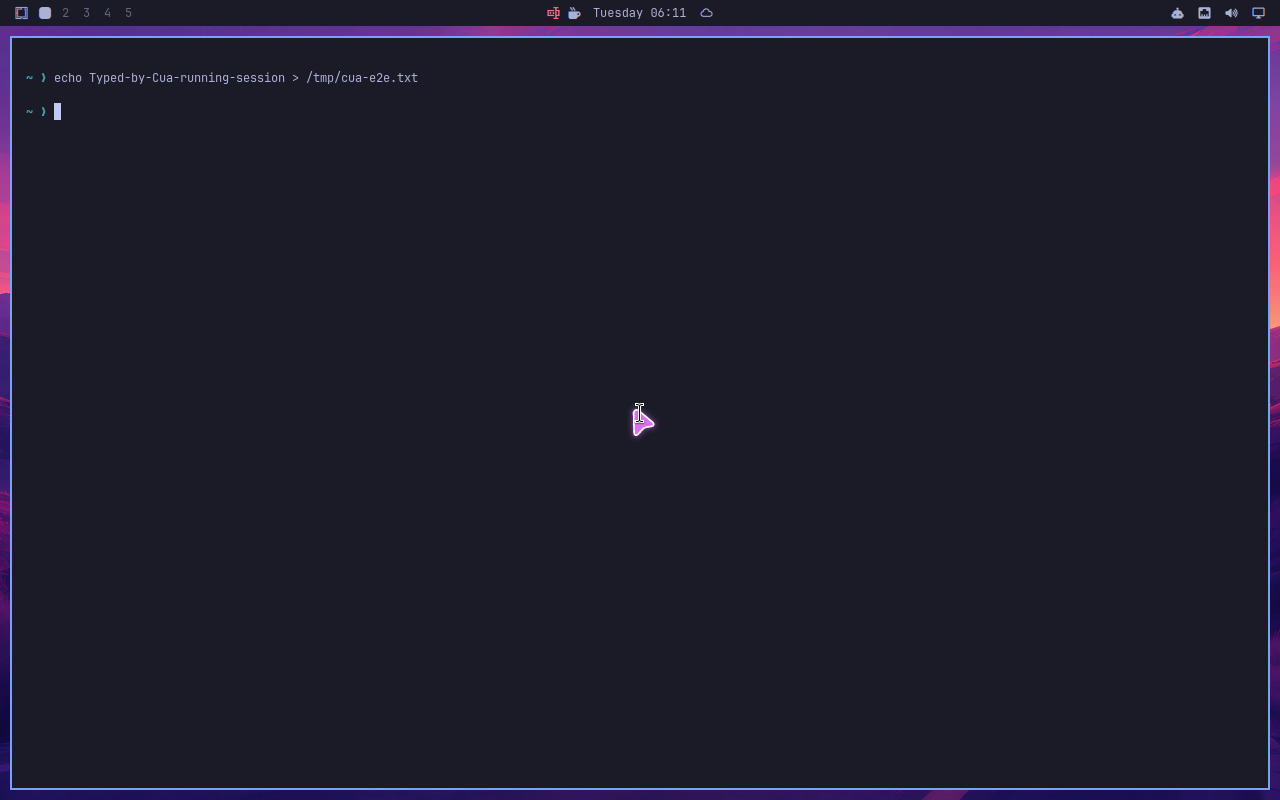 2 3 4 5 Tuesday 06:11
~ ❯ echo Typed-by-Cua-running-session > /tmp/cua-e2e.txt
~ ❯